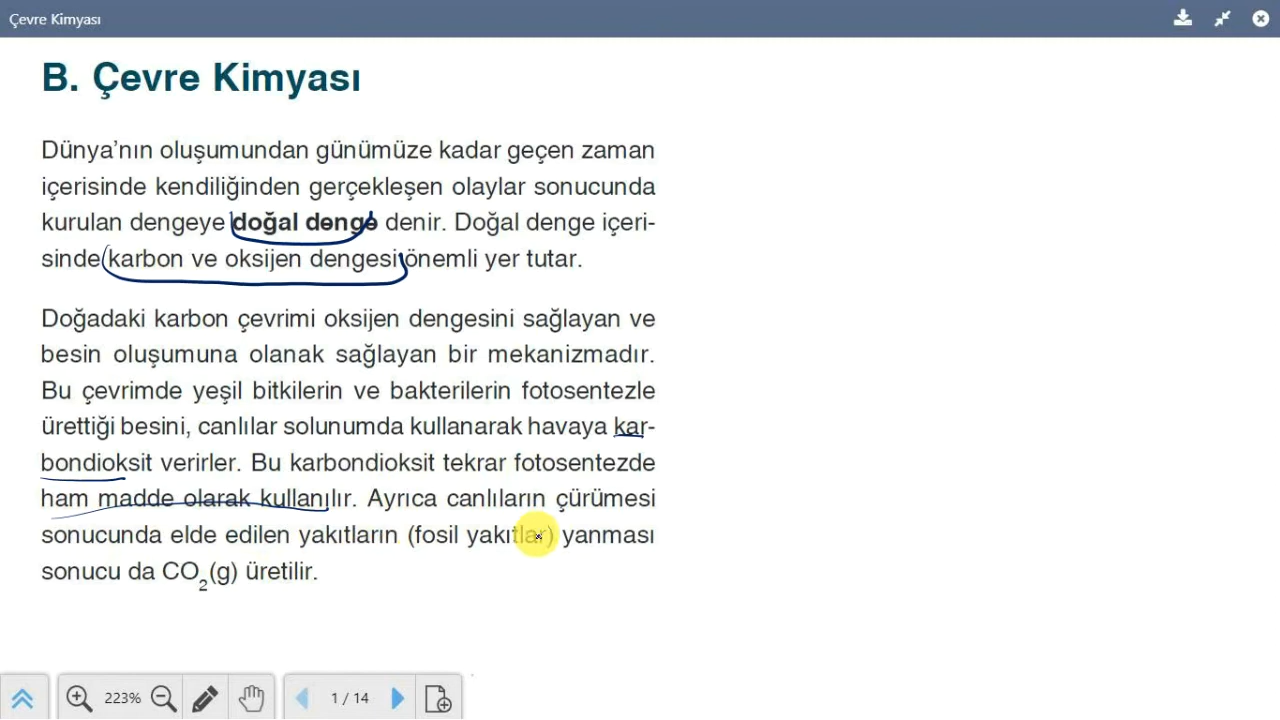 Çevre Kimyası
B. Çevre Kimyası
Dünya’nın oluşumundan günümüze kadar geçen zaman
içerisinde kendiliğinden gerçekleşen olaylar sonucunda
kurulan dengeye doğal denge denir. Doğal denge içeri-
sinde karbon ve oksijen dengesi önemli yer tutar.
Doğadaki karbon çevrimi oksijen dengesini sağlayan ve
besin oluşumuna olanak sağlayan bir mekanizmadır.
Bu çevrimde yeşil bitkilerin ve bakterilerin fotosentezle
ürettiği besini, canlılar solunumda kullanarak havaya kar-
bondioksit verirler. Bu karbondioksit tekrar fotosentezde
ham madde olarak kullanılır. Ayrıca canlıların çürümesi
sonucunda elde edilen yakıtların (fosil yakıtlar) yanması
sonucu da CO₂(g) üretilir.
223%
1 / 14